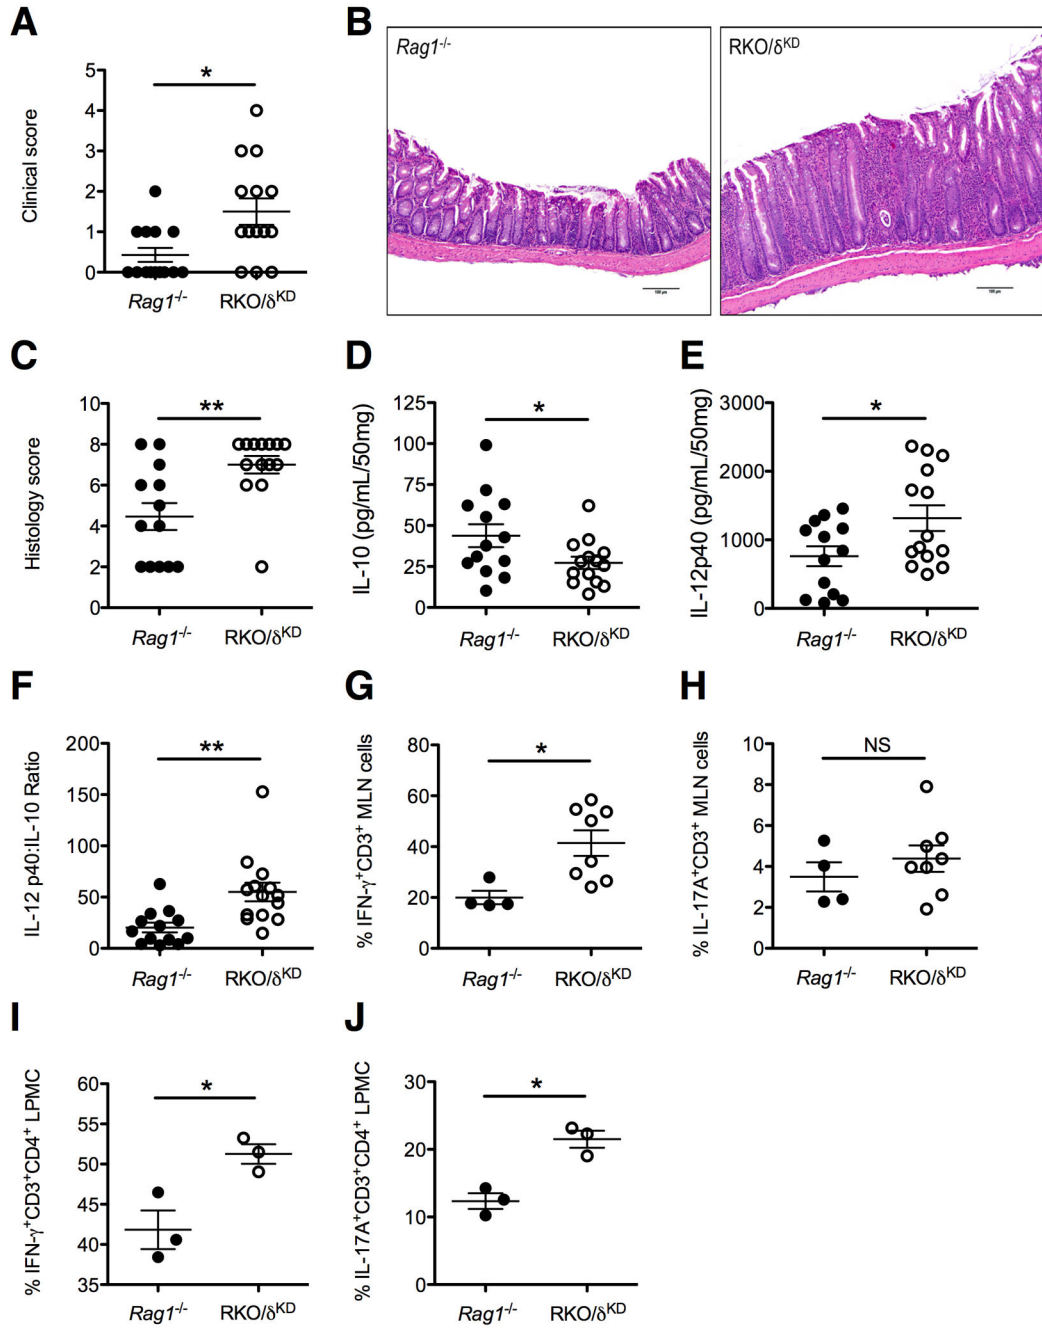 A
Clinical score
5
4
3
2
1
0
*
Rag1-/-
RKO/δKD
B
Rag1-/-
100 μm
RKO/δKD
100 μm
C
Histology score
10
8
6
4
2
0
**
Rag1-/-
RKO/δKD
D
IL-10 (pg/mL/50mg)
125
100
75
50
25
0
*
Rag1-/-
RKO/δKD
E
IL-12p40 (pg/mL/50mg)
3000
2000
1000
0
*
Rag1-/-
RKO/δKD
F
IL-12 p40:IL-10 Ratio
200
150
100
50
0
**
Rag1-/-
RKO/δKD
G
% IFN-γ+CD3+ MLN cells
80
60
40
20
0
*
Rag1-/-
RKO/δKD
H
% IL-17A+CD3+ MLN cells
10
8
6
4
2
0
NS
Rag1-/-
RKO/δKD
I
% IFN-γ+CD3+CD4+ LPMC
60
55
50
45
40
35
*
Rag1-/-
RKO/δKD
J
% IL-17A+CD3+CD4+ LPMC
30
20
10
0
*
Rag1-/-
RKO/δKD